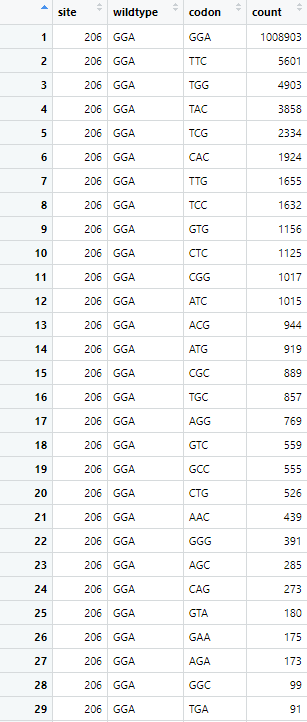 site wildtype codon count
1 206 GGA GGA 1008903
2 206 GGA TTC 5601
3 206 GGA TGG 4903
4 206 GGA TAC 3858
5 206 GGA TCG 2334
6 206 GGA CAC 1924
7 206 GGA TTG 1655
8 206 GGA TCC 1632
9 206 GGA GTG 1156
10 206 GGA CTC 1125
11 206 GGA CGG 1017
12 206 GGA ATC 1015
13 206 GGA ACG 944
14 206 GGA ATG 919
15 206 GGA CGC 889
16 206 GGA TGC 857
17 206 GGA AGG 769
18 206 GGA GTC 559
19 206 GGA GCC 555
20 206 GGA CTG 526
21 206 GGA AAC 439
22 206 GGA GGG 391
23 206 GGA AGC 285
24 206 GGA CAG 273
25 206 GGA GTA 180
26 206 GGA GAA 175
27 206 GGA AGA 173
28 206 GGA GGC 99
29 206 GGA TGA 91